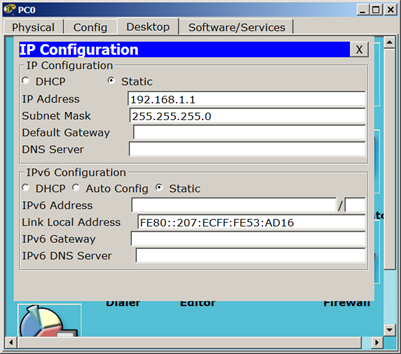 PC0
Physical Config Desktop Software/Services
IP Configuration X
IP Configuration
DHCP Static
IP Address 192.168.1.1
Subnet Mask 255.255.255.0
Default Gateway
DNS Server
IPv6 Configuration
DHCP Auto Config Static
IPv6 Address /
Link Local Address FE80::207:ECFF:FE53:AD16
IPv6 Gateway
IPv6 DNS Server
Dialer Editor Firewall